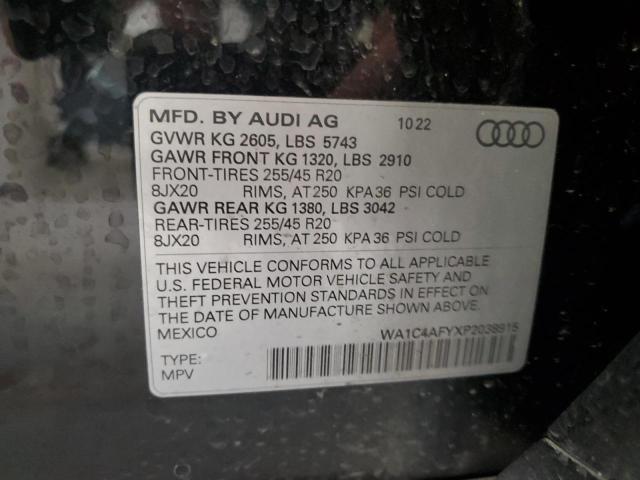 MFD. BY AUDI AG 10 22
GVWR KG 2605, LBS 5743
GAWR FRONT KG 1320, LBS 2910
FRONT-TIRES 255/45 R20
8JX20 RIMS, AT 250 KPA 36 PSI COLD
GAWR REAR KG 1380, LBS 3042
REAR-TIRES 255/45 R20
8JX20 RIMS, AT 250 KPA 36 PSI COLD
THIS VEHICLE CONFORMS TO ALL APPLICABLE
U.S. FEDERAL MOTOR VEHICLE SAFETY AND
THEFT PREVENTION STANDARDS IN EFFECT ON
THE DATE OF MANUFACTURE SHOWN ABOVE.
MEXICO WA1C4AFYXP2038915
TYPE:
MPV